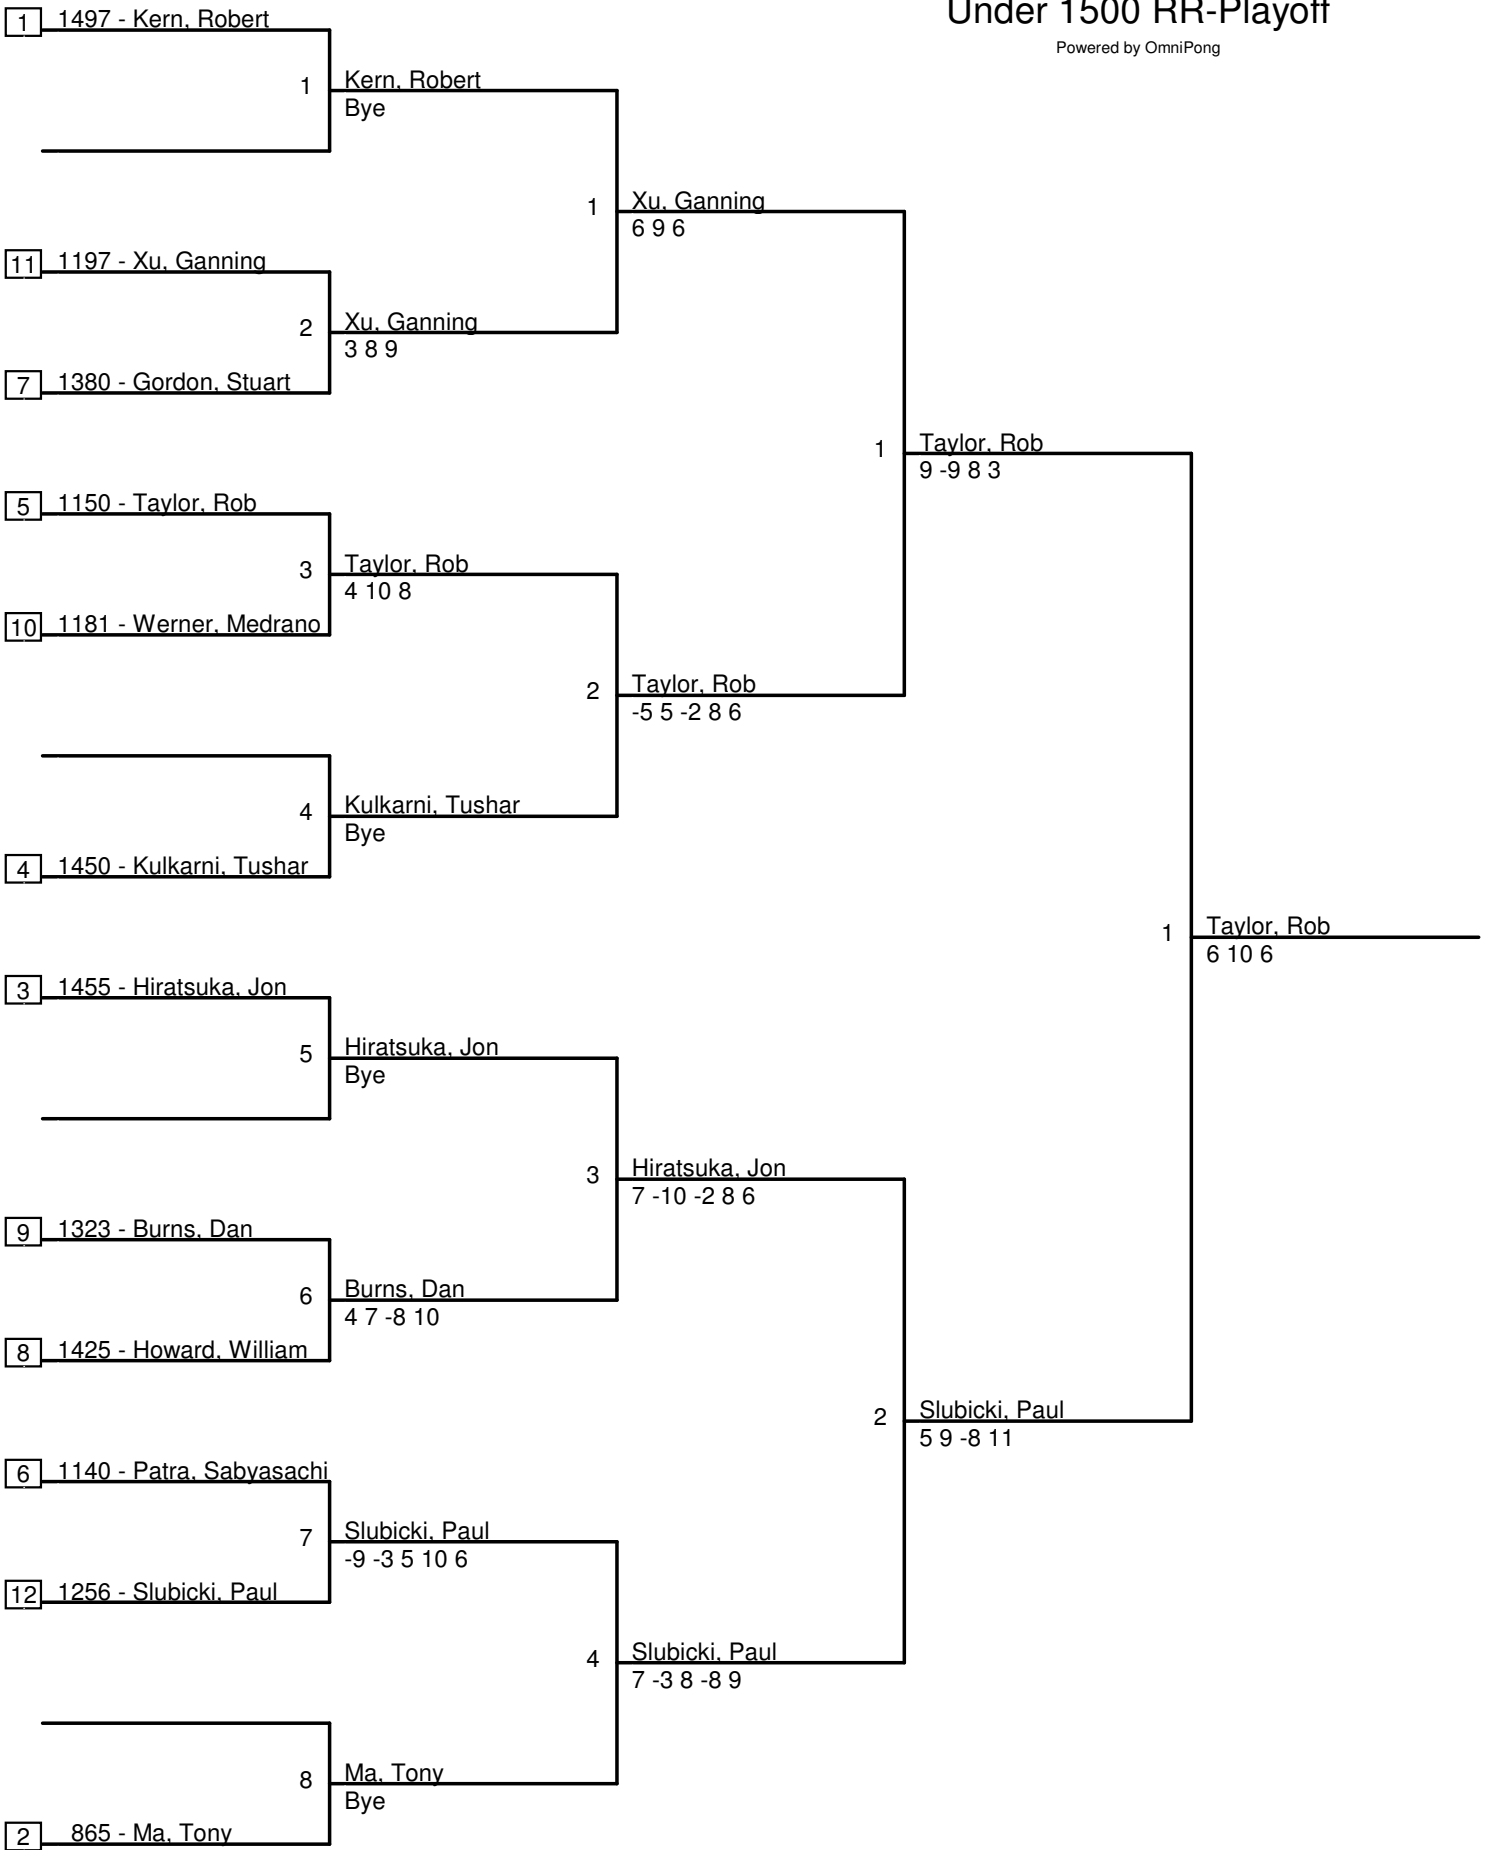 Under 1500 RR-Playoff
Powered by OmniPong
1 1497 - Kern, Robert
1 Kern, Robert
Bye
1 Xu, Ganning
6 9 6
11 1197 - Xu, Ganning
2 Xu, Ganning
3 8 9
7 1380 - Gordon, Stuart
1 Taylor, Rob
9 -9 8 3
5 1150 - Taylor, Rob
3 Taylor, Rob
4 10 8
10 1181 - Werner, Medrano
2 Taylor, Rob
-5 5 -2 8 6
4 Kulkarni, Tushar
Bye
4 1450 - Kulkarni, Tushar
1 Taylor, Rob
6 10 6
3 1455 - Hiratsuka, Jon
5 Hiratsuka, Jon
Bye
3 Hiratsuka, Jon
7 -10 -2 8 6
9 1323 - Burns, Dan
6 Burns, Dan
4 7 -8 10
8 1425 - Howard, William
2 Slubicki, Paul
5 9 -8 11
6 1140 - Patra, Sabyasachi
7 Slubicki, Paul
-9 -3 5 10 6
12 1256 - Slubicki, Paul
4 Slubicki, Paul
7 -3 8 -8 9
8 Ma, Tony
Bye
2 865 - Ma, Tony